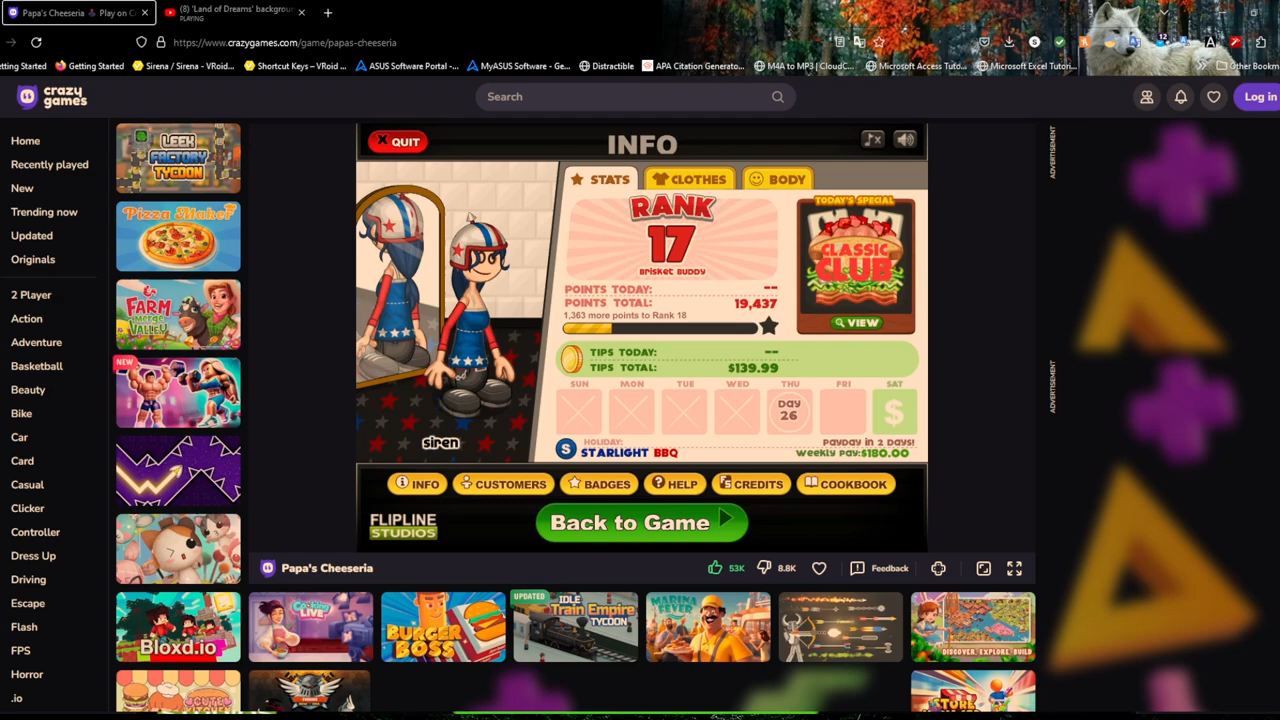 Papa's Cheeseria
Play on C
(8) 'Land of Dreams' backgroun
PLAYING
https://www.crazygames.com/game/papas-cheeseria
12
etting Started
Getting Started
Sirena / Sirena - VRoid...
Shortcut Keys – VRoid ...
ASUS Software Portal -...
MyASUS Software - Ge...
Distractible
APA Citation Generato...
M4A to MP3 | CloudC...
Microsoft Access Tuto...
Microsoft Excel Tutori...
Other Bookm
crazy
games
Search
Log in
Home
Recently played
New
Trending now
Updated
Originals
2 Player
Action
Adventure
Basketball
Beauty
Bike
Car
Card
Casual
Clicker
Controller
Dress Up
Driving
Escape
Flash
FPS
Horror
.io
LEEK
FACTORY
TYCOON
Pizza Maker
FARM
MERGE
VALLEY
NEW
QUIT
INFO
STATS
CLOTHES
BODY
RANK
17
Brisket Buddy
POINTS TODAY: --
POINTS TOTAL: 19,437
1,363 more points to Rank 18
TODAY'S SPECIAL
CLASSIC
CLUB
VIEW
TIPS TODAY: --
TIPS TOTAL: $139.99
SUN MON TUE WED THU FRI SAT
DAY
26
$
S
HOLIDAY:
STARLIGHT BBQ
PAYDAY IN 2 DAYS!
WEEKLY PAY: $180.00
siren
INFO
CUSTOMERS
BADGES
HELP
CREDITS
COOKBOOK
FLIPLINE
STUDIOS
Back to Game
ADVERTISEMENT
ADVERTISEMENT
Papa's Cheeseria
53K
8.8K
Feedback
Bloxd.io
Cooking
LIVE
BURGER
BOSS
UPDATED
IDLE
Train Empire
TYCOON
MARINA
FEVER
DISCOVER, EXPLORE, BUILD
STORE